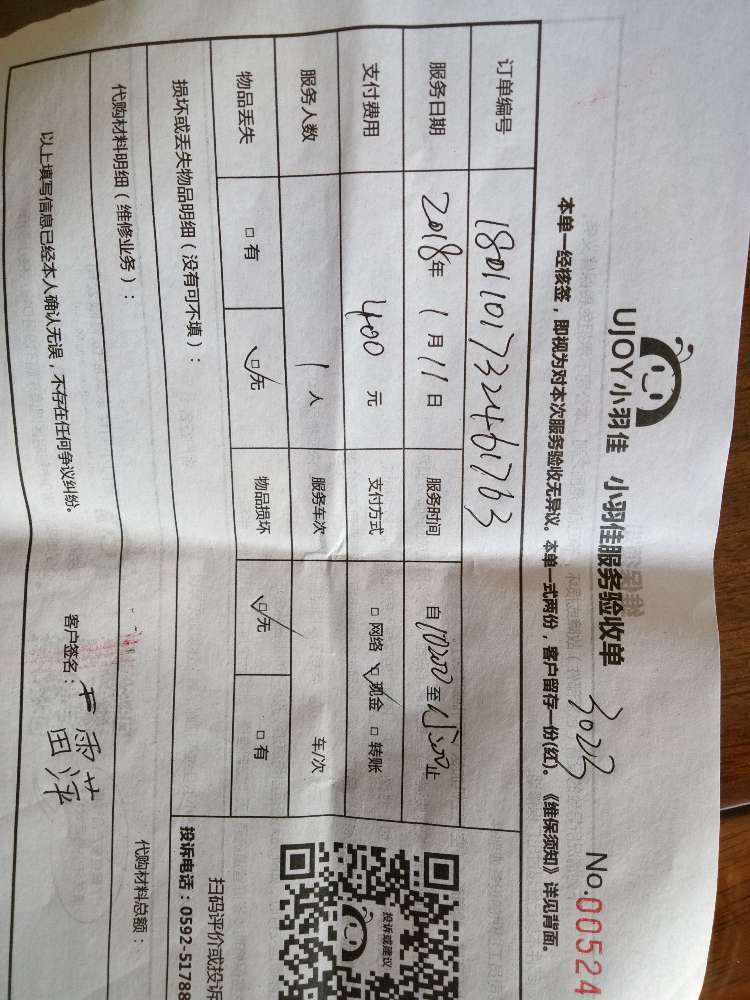 UJOY小羽佳 小羽佳服务验收单
3023
No.00524
本单一经核签，即视为对本次服务验收无异议。本单一式两份，客户留存一份(红)。《维保须知》详见背面。
订单编号 1801101732461763
服务日期 2018年 1月11日 服务时间 自10:00至15:00止
支付费用 400 元 支付方式 □网络 ☑现金 □转账
服务人数 1 人 服务车次 车/次
物品丢失 □有 ☑无 物品损坏 ☑无 □有
损坏或丢失物品明细（没有可不填）：
代购材料明细（维修业务）： 代购材料总额：
以上填写信息已经本人确认无误，不存在任何争议纠纷。 客户签名：
投诉或建议
扫码评价或投诉
投诉电话：0592-51788